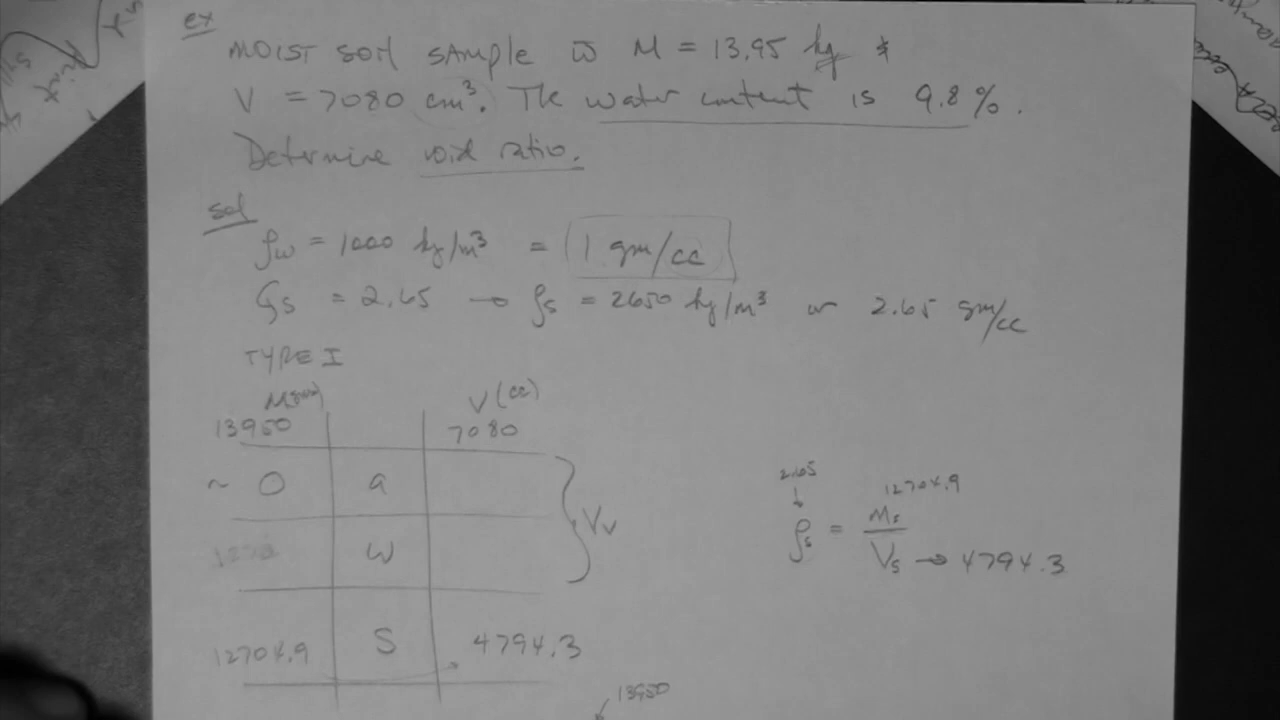 ex
MOIST SOIL SAMPLE w̄ M = 13.95 kg &
V = 7080 cm³. The water content is 9.8%.
Determine void ratio.
sol
ρw = 1000 kg/m³ = 1 gm/cc
Gs = 2.65 → ρs = 2650 kg/m³ or 2.65 gm/cc
TYPE I
M(gm) V(cc)
13950 7080
~ 0 a
w
Vv
12704.9 S 4794.3
2.65
↓ 12704.9
ρs = Ms
Vs → 4794.3
13950